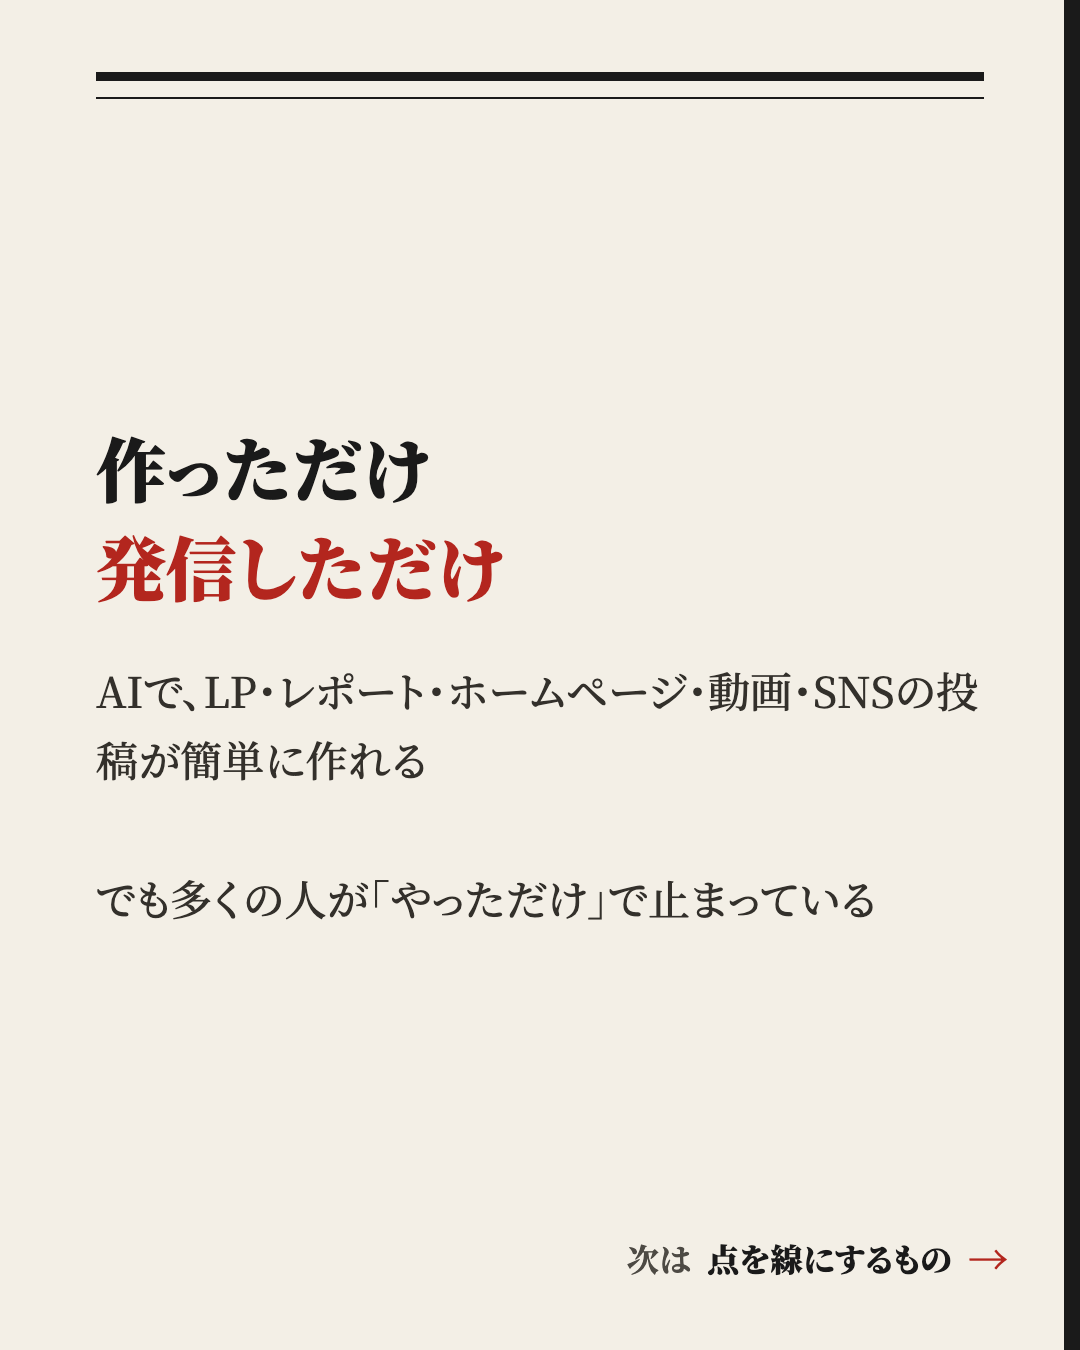 作っただけ
発信しただけ
AIで、LP・レポート・ホームページ・動画・SNSの投
稿が簡単に作れる
でも多くの人が「やっただけ」で止まっている
次は 点を線にするもの →